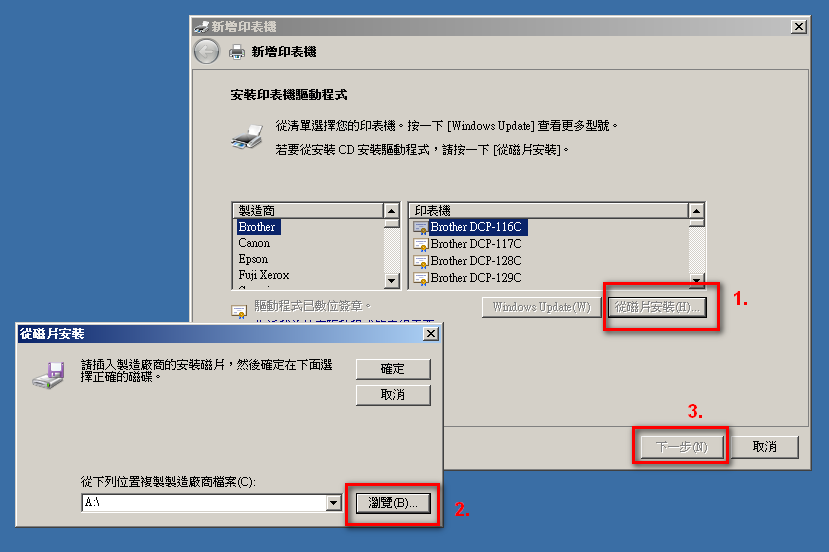 新增印表機
新增印表機
安裝印表機驅動程式
從清單選擇您的印表機。按一下 [Windows Update] 查看更多型號。
若要從安裝 CD 安裝驅動程式，請按一下 [從磁片安裝]。
製造商
Brother
Canon
Epson
Fuji Xerox
印表機
Brother DCP-116C
Brother DCP-117C
Brother DCP-128C
Brother DCP-129C
驅動程式已數位簽章。
Windows Update(W)
從磁片安裝(H)...
1.
從磁片安裝
請插入製造廠商的安裝磁片，然後確定在下面選
擇正確的磁碟。
確定
取消
從下列位置複製製造廠商檔案(C):
A:\
瀏覽(B)...
2.
3.
下一步(N)
取消